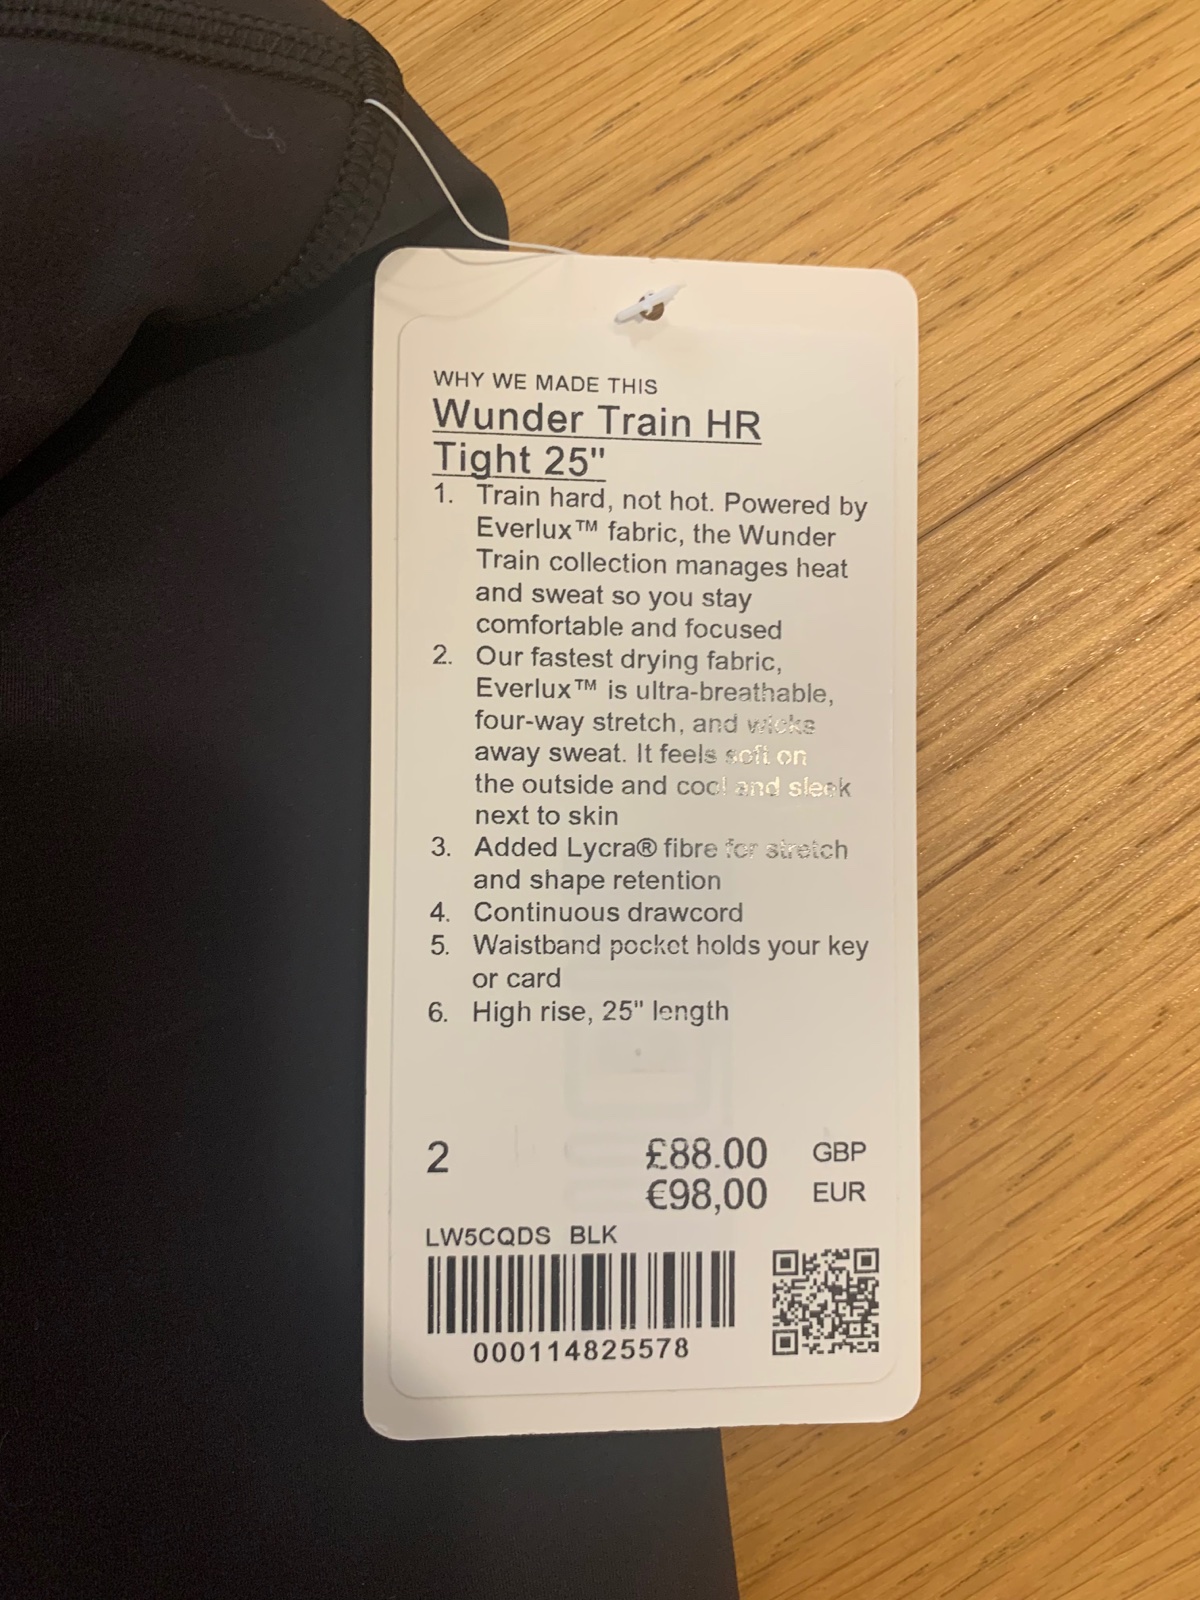 WHY WE MADE THIS
Wunder Train HR
Tight 25"
1. Train hard, not hot. Powered by
Everlux™ fabric, the Wunder
Train collection manages heat
and sweat so you stay
comfortable and focused
2. Our fastest drying fabric,
Everlux™ is ultra-breathable,
four-way stretch, and wicks
away sweat. It feels soft on
the outside and cool and sleek
next to skin
3. Added Lycra® fibre for stretch
and shape retention
4. Continuous drawcord
5. Waistband pocket holds your key
or card
6. High rise, 25" length
2 £88.00 GBP
€98,00 EUR
LW5CQDS BLK
000114825578